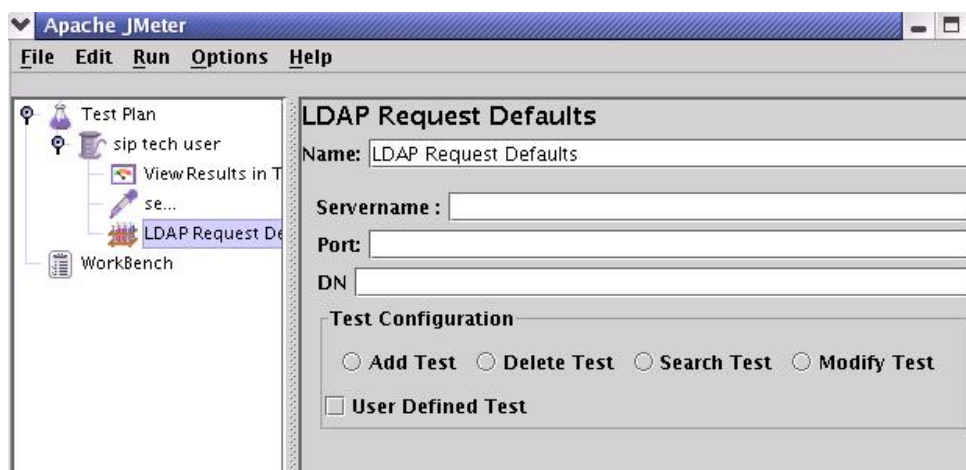 Apache JMeter
File Edit Run Options Help
Test Plan
sip tech user
View Results in T
se...
LDAP Request De
WorkBench
LDAP Request Defaults
Name: LDAP Request Defaults
Servername :
Port:
DN
Test Configuration
Add Test Delete Test Search Test Modify Test
User Defined Test